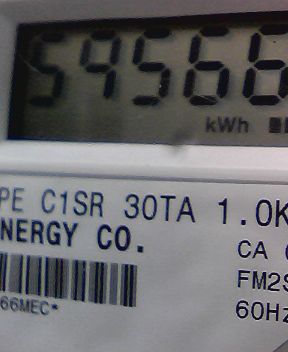 59566
kWh
PE C1SR 30TA 1.0K
NERGY CO.
CA
FM2S
60Hz
66MEC*